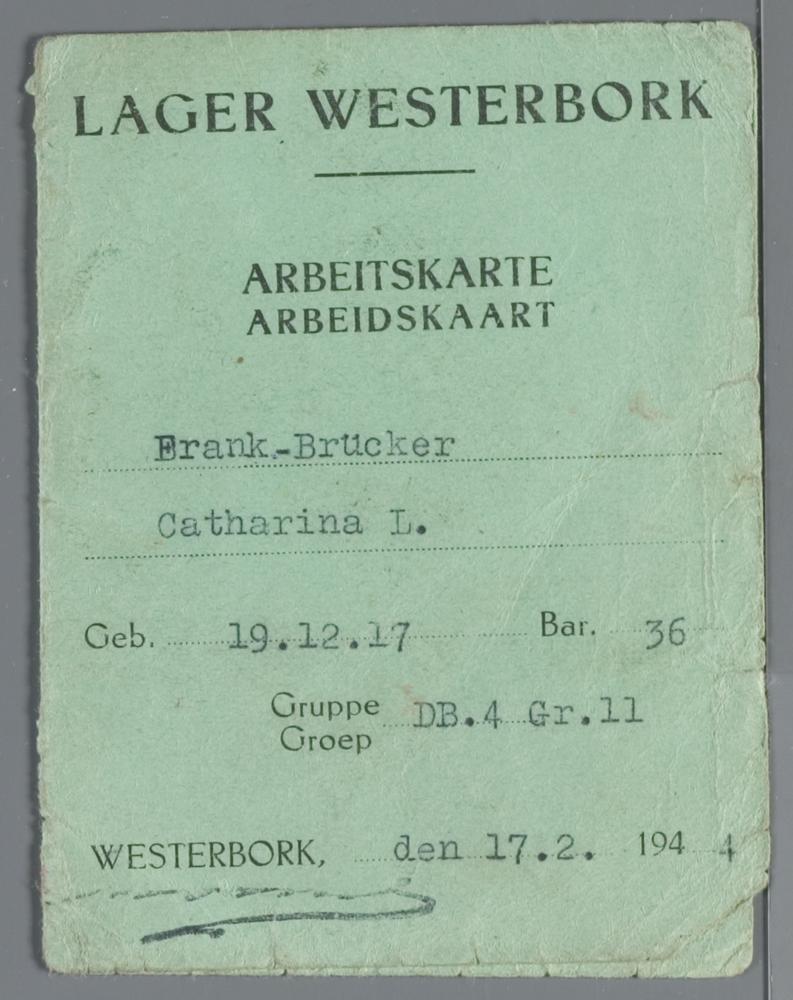 LAGER WESTERBORK
ARBEITSKARTE
ARBEIDSKAART
Frank.-Brücker
Catharina L.
Geb. 19.12.17 Bar. 36
Gruppe DB.4 Gr.11
Groep
WESTERBORK, den 17.2. 1944